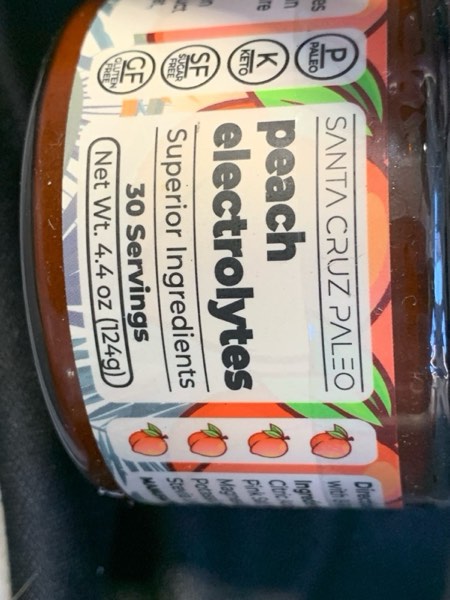 P
PALEO
K
KETO
SF
SUGAR
FREE
GF
GLUTEN
FREE
SANTA CRUZ PALEO
peach
electrolytes
Superior Ingredients
30 Servings
Net Wt. 4.4 oz (124g)